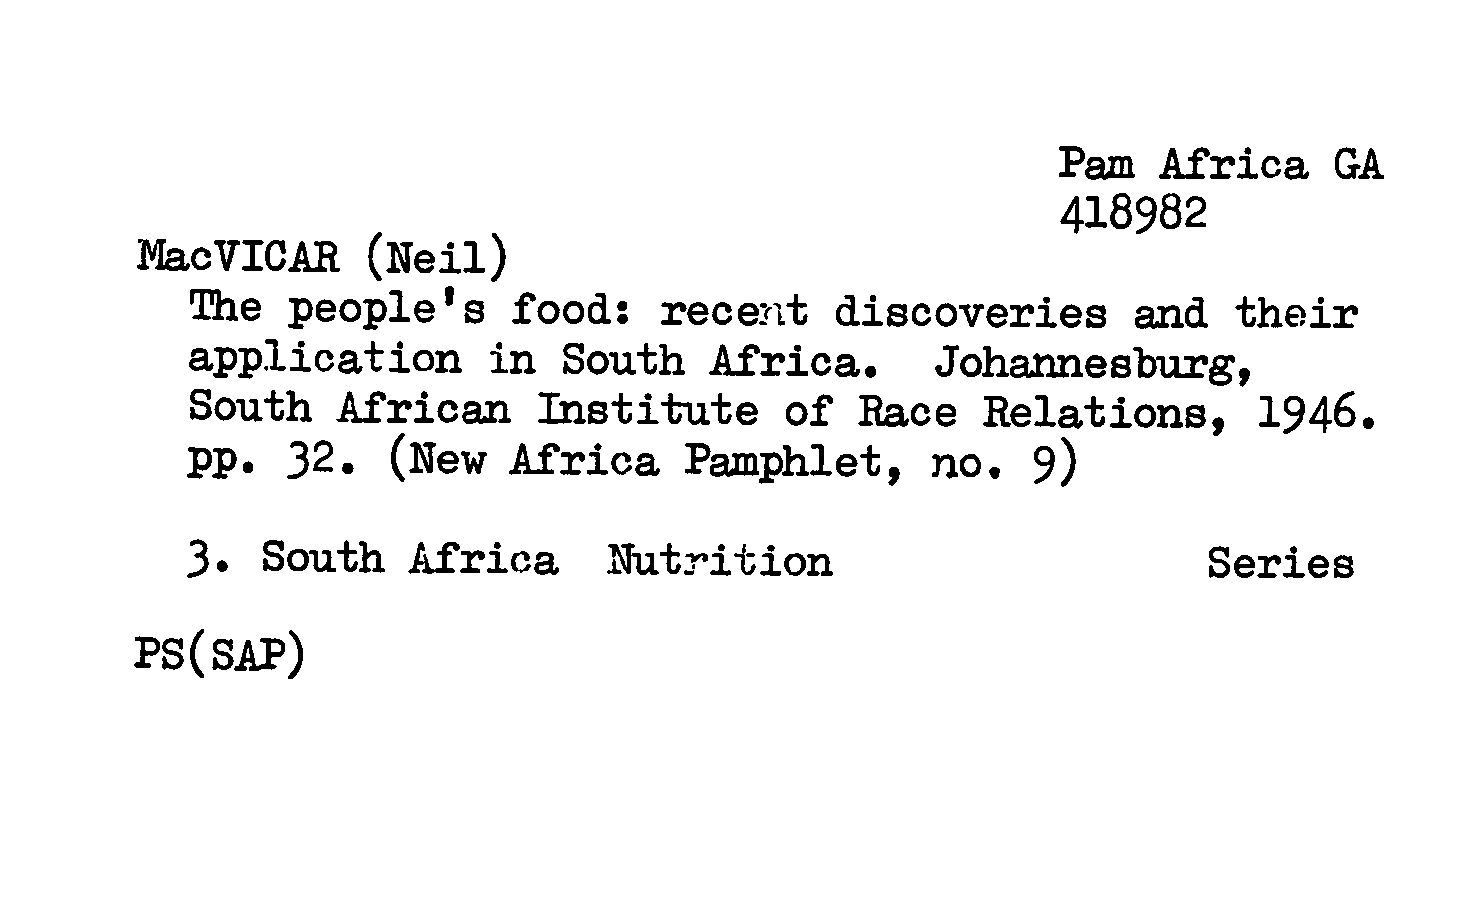 Pam Africa GA
418982
MacVICAR (Neil)
The people's food: recent discoveries and their
application in South Africa. Johannesburg,
South African Institute of Race Relations, 1946.
pp. 32. (New Africa Pamphlet, no. 9)
3. South Africa Nutrition Series
PS(SAP)